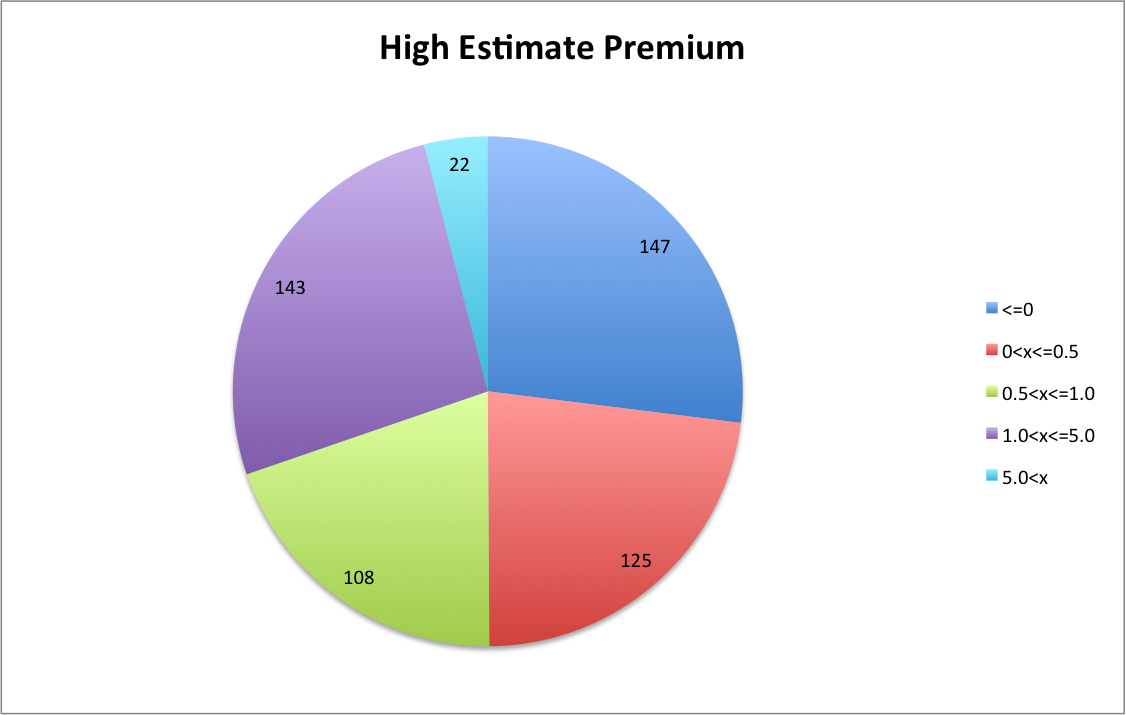 High Estimate Premium
22
147
143
125
108
<=0
0<x<=0.5
0.5<x<=1.0
1.0<x<=5.0
5.0<x